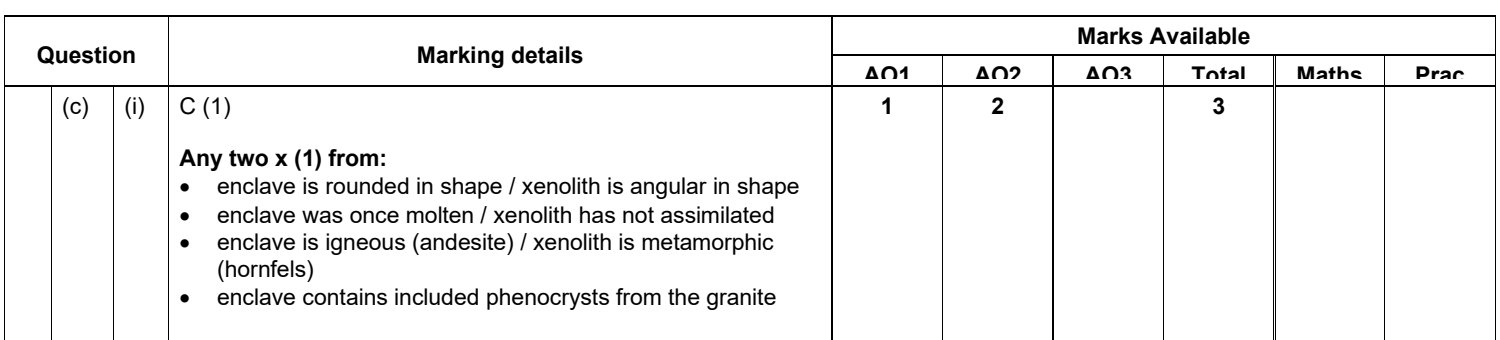 Question Marking details Marks Available
AO1 AO2 AO3 Total Maths Prac
(c) (i) C (1) 1 2 3
Any two x (1) from:
• enclave is rounded in shape / xenolith is angular in shape
• enclave was once molten / xenolith has not assimilated
• enclave is igneous (andesite) / xenolith is metamorphic
(hornfels)
• enclave contains included phenocrysts from the granite